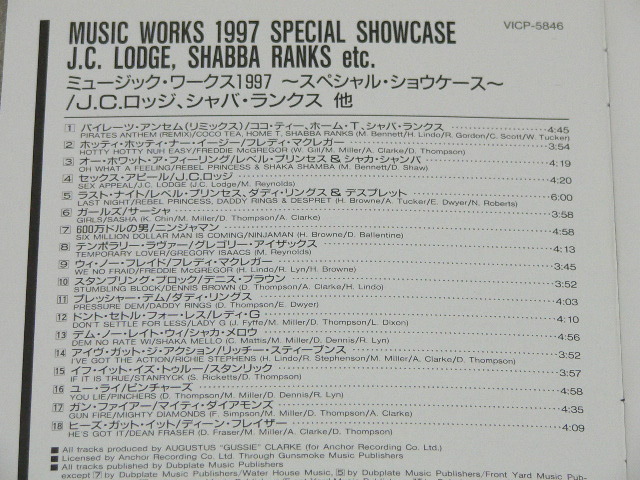 MUSIC WORKS 1997 SPECIAL SHOWCASE
VICP-5846
J.C. LODGE, SHABBA RANKS etc.
ミュージック・ワークス1997 〜スペシャル・ショウケース〜
/J.C.ロッジ、シャバ・ランクス 他
1 パイレーツ・アンセム(リミックス)/ココ・ティー、ホーム・T、シャバ・ランクス 4:45
PIRATES ANTHEM (REMIX)/COCO TEA, HOME T, SHABBA RANKS (M. Bennett/H. Lindo/R. Gordon/C. Scott/W. Tucker)
2 ホッティ・ホッティ・ナー・イージー/フレディ・マクレガー 3:54
HOTTY HOTTY NUH EASY/FREDDIE McGREGOR (W. Gill/M. Miller/A. Clarke/D. Thompson)
3 オー・ホワット・ア・フィーリング/レベル・プリンセス & シャカ・シャンバ 4:19
OH WHAT A FEELING/REBEL PRINCESS & SHAKA SHAMBA (M. Bennett/D. Shaw)
4 セックス・アピール/J.C.ロッジ 4:20
SEX APPEAL/J.C. LODGE (J.C. Lodge/M. Reynolds)
5 ラスト・ナイト/レベル・プリンセス、ダディ・リングス & デスプレット 6:00
LAST NIGHT/REBEL PRINCESS, DADDY RINGS & DESPRET (H. Browne/A. Tucker/E. Dwyer/N. Roberts)
6 ガールズ/サーシャ 3:58
GIRLS/SASHA (K. Chin/M. Miller/D. Thompson/A. Clarke)
7 600万ドルの男/ニンジャマン 4:58
SIX MILLION DOLLAR MAN IS COMING/NINJAMAN (H. Browne/D. Ballentine)
8 テンポラリー・ラヴァー/グレゴリー・アイザックス 4:13
TEMPORARY LOVER/GREGORY ISAACS (M. Reynolds)
9 ウィ・ノー・フレイド/フレディ・マクレガー 3:45
WE NO FRAID/FREDDIE McGREGOR (H. Lindo/R. Lyn/H. Browne)
10 スタンブリング・ブロック/デニス・ブラウン 3:52
STUMBLING BLOCK/DENNIS BROWN (D. Thompson/A. Clarke/H. Lindo)
11 プレッシャー・デム/ダディ・リングス 4:03
PRESSURE DEM/DADDY RINGS (D. Thompson/E. Dwyer)
12 ドント・セトル・フォー・レス/レディ・G 4:10
DON'T SETTLE FOR LESS/LADY G (J. Fyffe/M. Miller/D. Thompson/L. Dixon)
13 デム・ノー・レイト・ウィ/シャカ・メロウ 4:56
DEM NO RATE WI/SHAKA MELLO (C. Mattis/M. Miller/D. Dennis/R. Lyn)
14 アイヴ・ガット・ジ・アクション/リッチー・スティーブンス 3:52
I'VE GOT THE ACTION/RICHIE STEPHENS (H. Lindo/R. Stephenson/M. Miller/A. Clarke/D. Thompson)
15 イフ・イット・イズ・トゥルー/スタンリック 3:57
IF IT IS TRUE/STANRYCK (S. Ricketts/D. Thompson)
16 ユー・ライ/ピンチャーズ 4:58
YOU LIE/PINCHERS (D. Thompson/M. Miller/D. Dennis/R. Lyn)
17 ガン・ファイアー/マイティ・ダイアモンズ 4:35
GUN FIRE/MIGHTY DIAMONDS (F. Simpson/M. Miller/D. Thompson/A. Clarke)
18 ヒーズ・ガット・イット/ディーン・フレイザー 4:09
HE'S GOT IT/DEAN FRASER (D. Fraser/M. Miller/A. Clarke/D. Thompson)
■ All tracks produced by AUGUSTUS "GUSSIE" CLARKE (for Anchor Recording Co. Ltd.)
■ Licensed by Anchor Recording Co. Ltd. Through Gunsmoke Music Publishers
■ All tracks published by Dubplate Music Publishers
except 7 by Dubplate Music Publishers/Water House Music, 5 by Dubplate Music Publishers/Front Yard Music Pub-